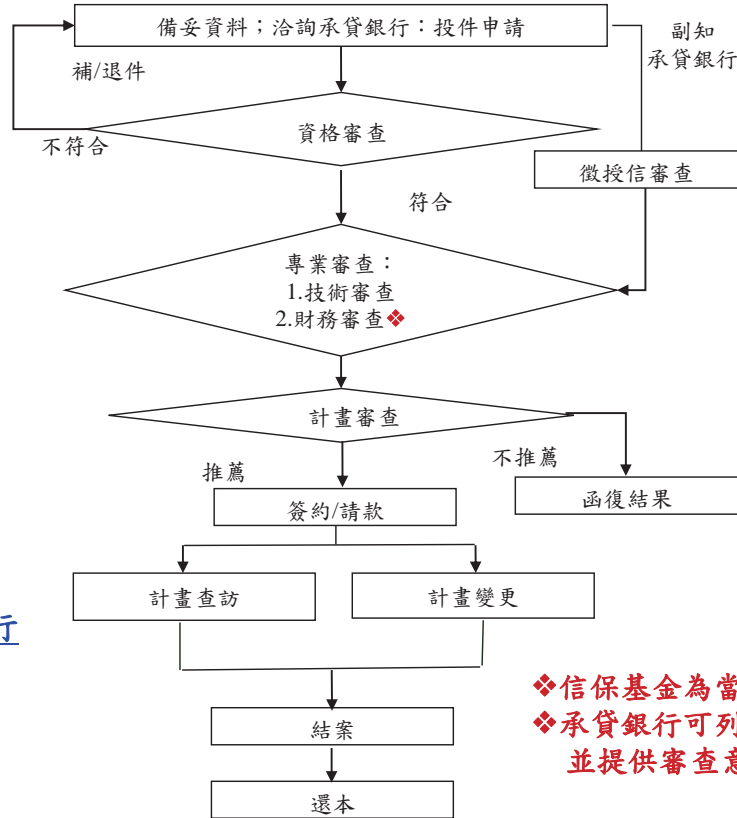 備妥資料；洽詢承貸銀行：投件申請
副知
承貸銀行
補/退件
資格審查
不符合
徵授信審查
符合
專業審查：
1.技術審查
2.財務審查❖
計畫審查
推薦
不推薦
簽約/請款
函復結果
計畫查訪
計畫變更
行
❖信保基金為當
❖承貸銀行可列
並提供審查意
結案
還本